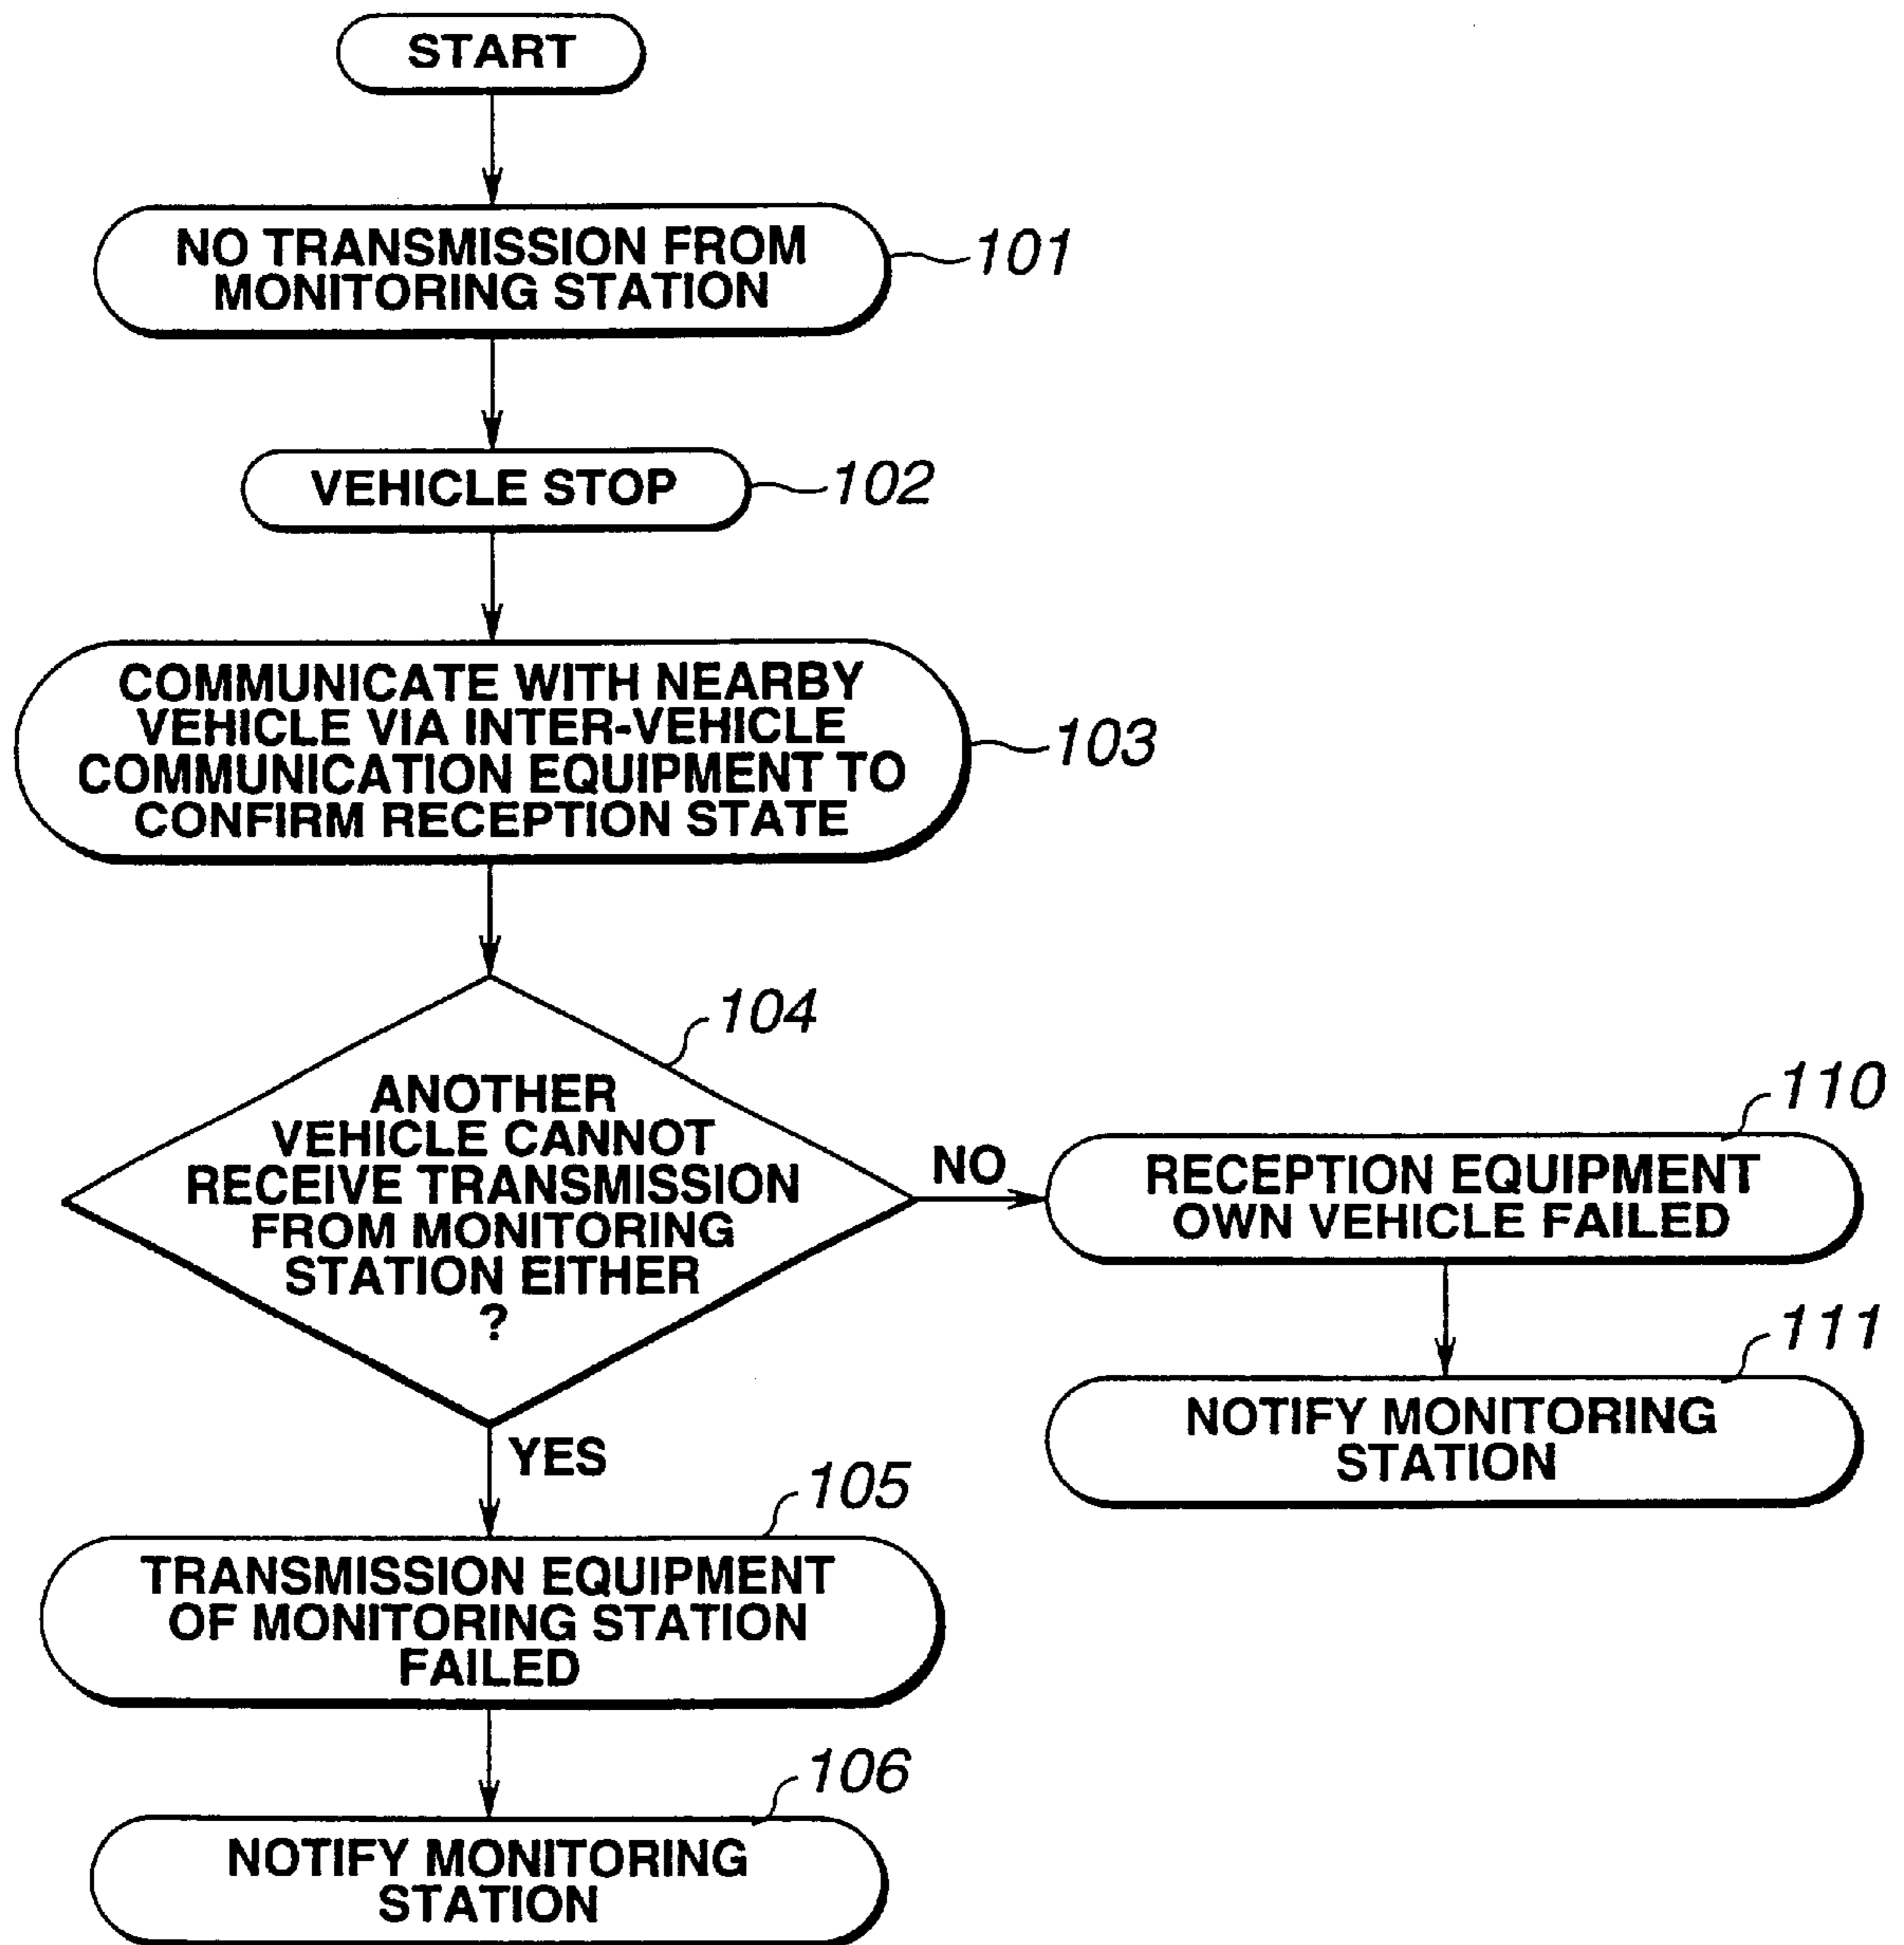 START
NO TRANSMISSION FROM
MONITORING STATION
101
VEHICLE STOP
102
COMMUNICATE WITH NEARBY
VEHICLE VIA INTER-VEHICLE
COMMUNICATION EQUIPMENT TO
CONFIRM RECEPTION STATE
103
104
ANOTHER
VEHICLE CANNOT
RECEIVE TRANSMISSION
FROM MONITORING
STATION EITHER
?
NO
110
RECEPTION EQUIPMENT
OWN VEHICLE FAILED
111
NOTIFY MONITORING
STATION
YES
105
TRANSMISSION EQUIPMENT
OF MONITORING STATION
FAILED
106
NOTIFY MONITORING
STATION